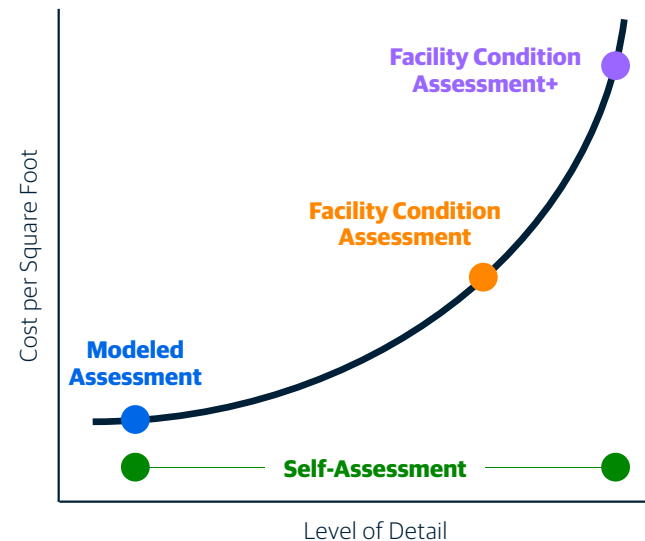 Facility Condition
Assessment+
Facility Condition
Assessment
Modeled
Assessment
Self-Assessment
Cost per Square Foot
Level of Detail